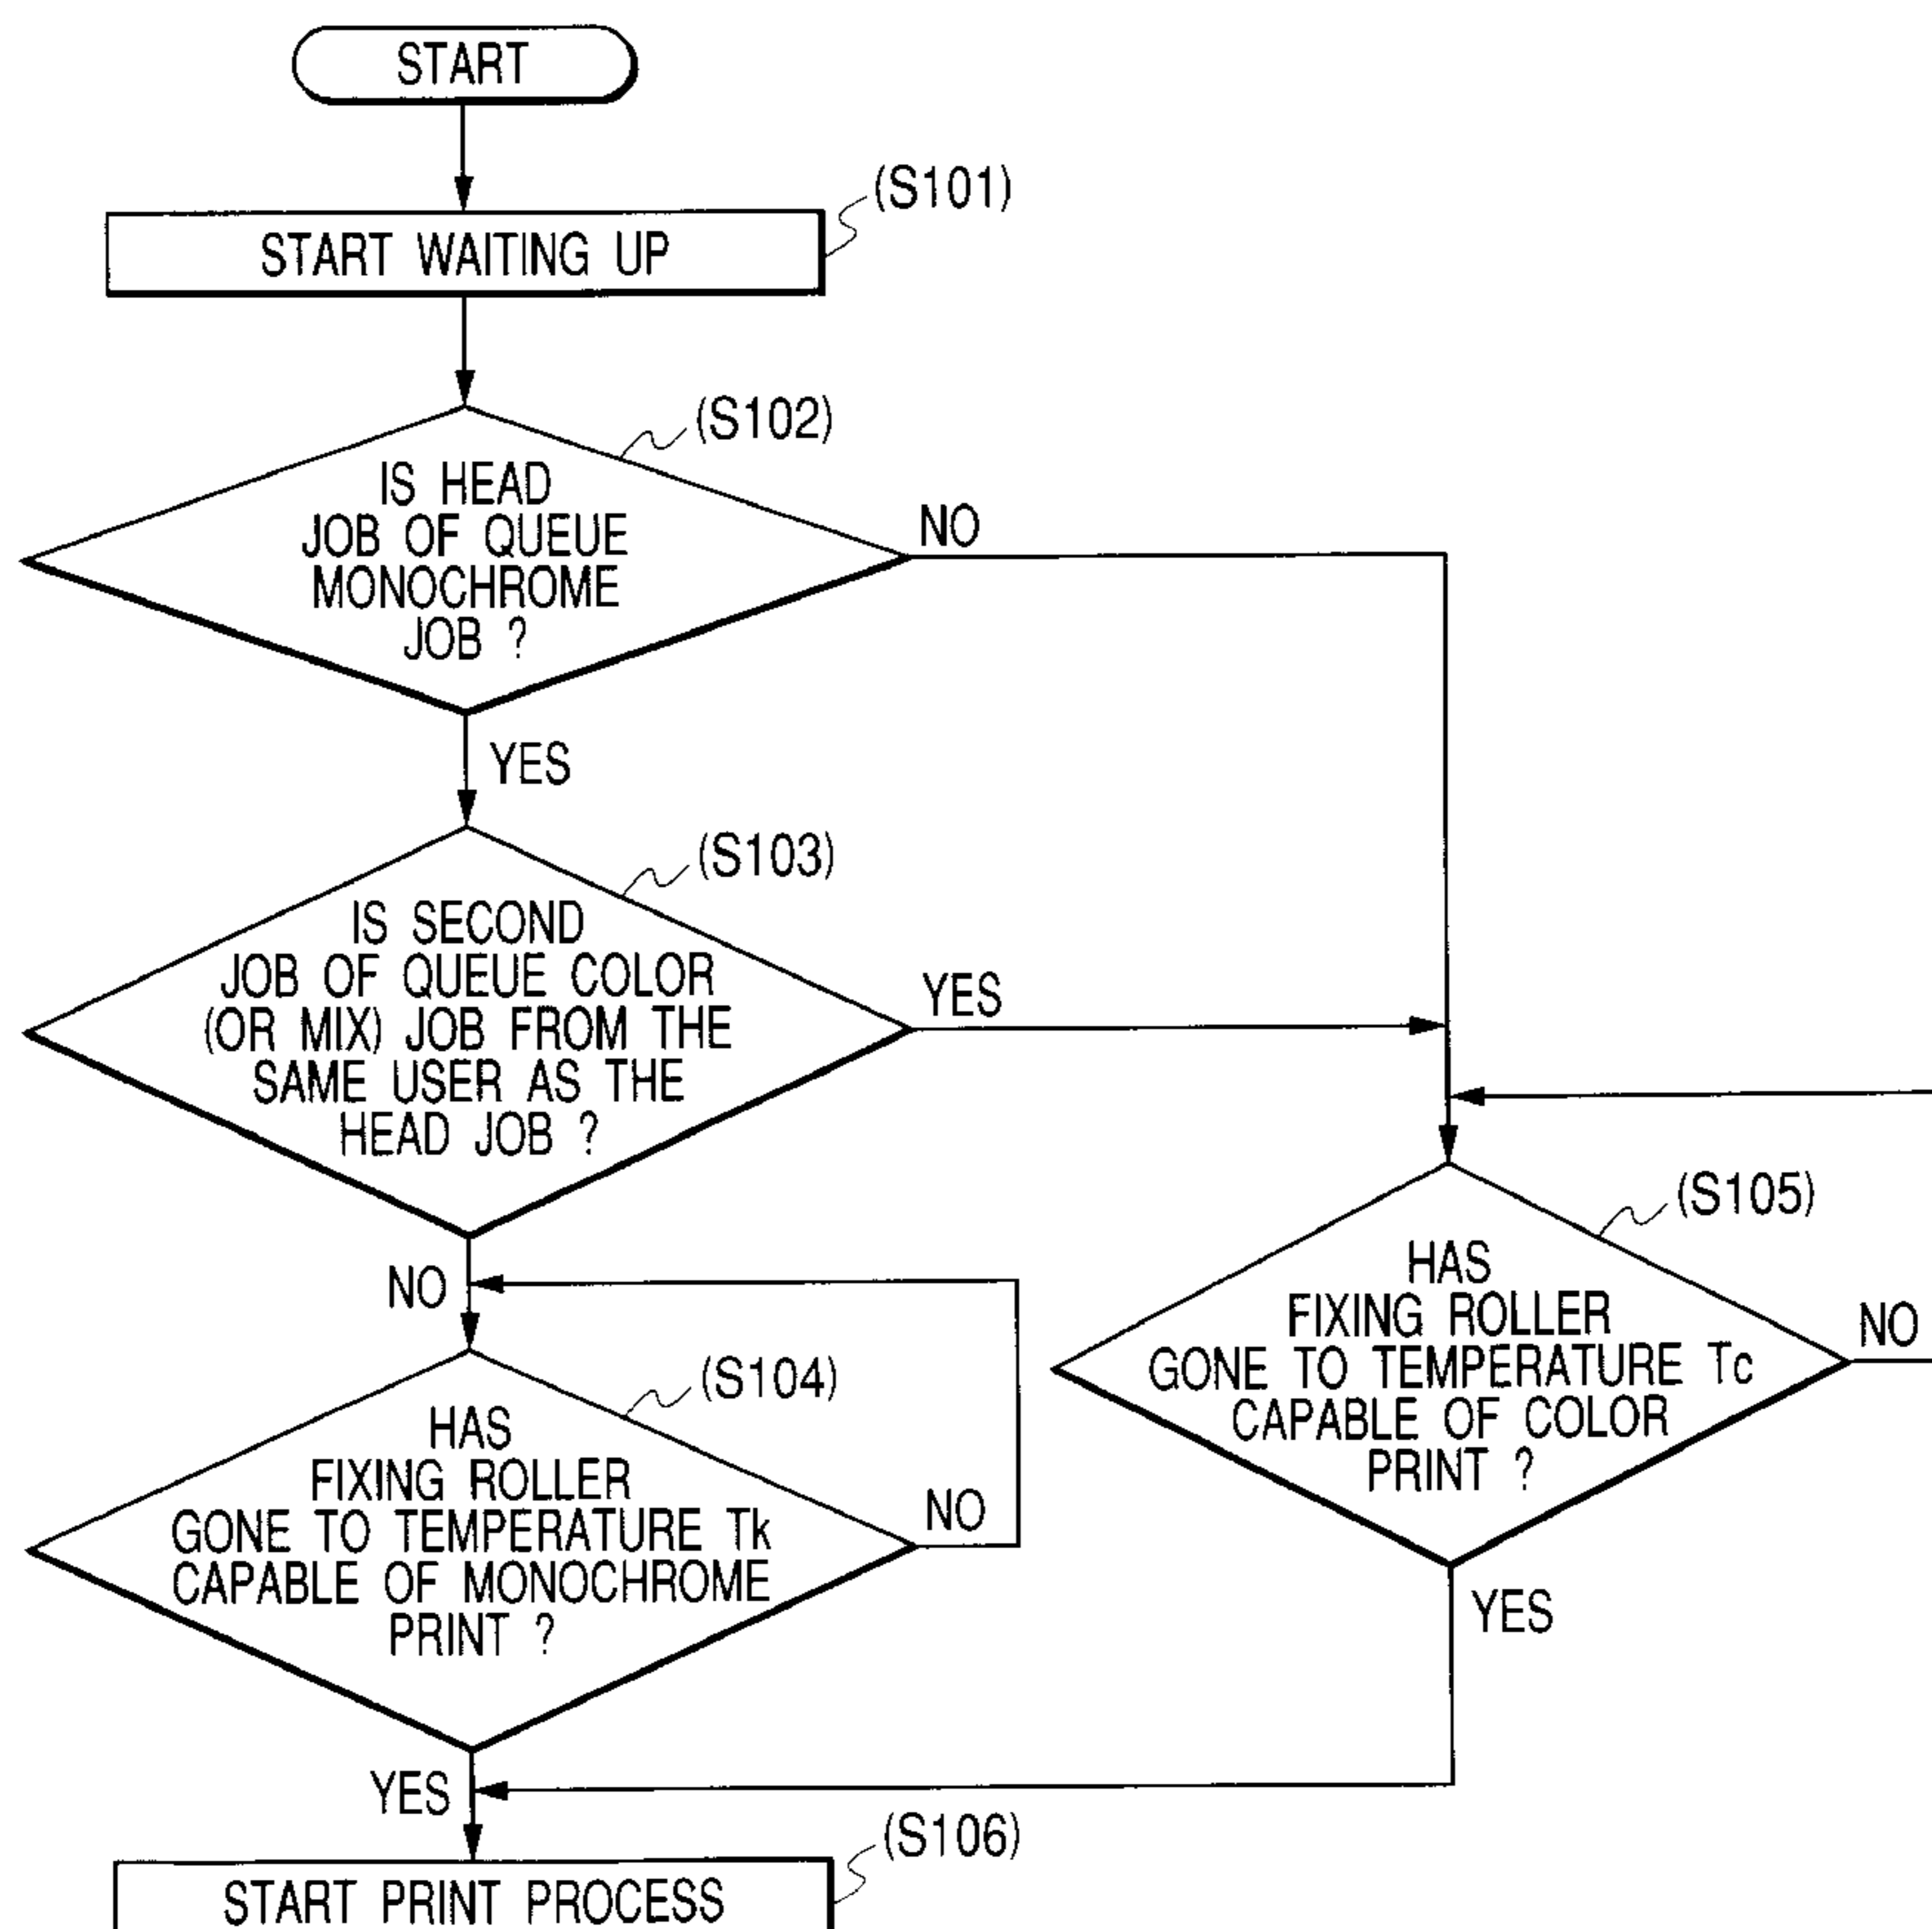 START
(S101)
START WAITING UP
(S102)
IS HEAD
JOB OF QUEUE
MONOCHROME
JOB ?
NO
YES
(S103)
IS SECOND
JOB OF QUEUE COLOR
(OR MIX) JOB FROM THE
SAME USER AS THE
HEAD JOB ?
YES
NO
(S105)
HAS
FIXING ROLLER
GONE TO TEMPERATURE Tc
CAPABLE OF COLOR
PRINT ?
NO
YES
(S104)
HAS
FIXING ROLLER
GONE TO TEMPERATURE Tk
CAPABLE OF MONOCHROME
PRINT ?
NO
YES
(S106)
START PRINT PROCESS